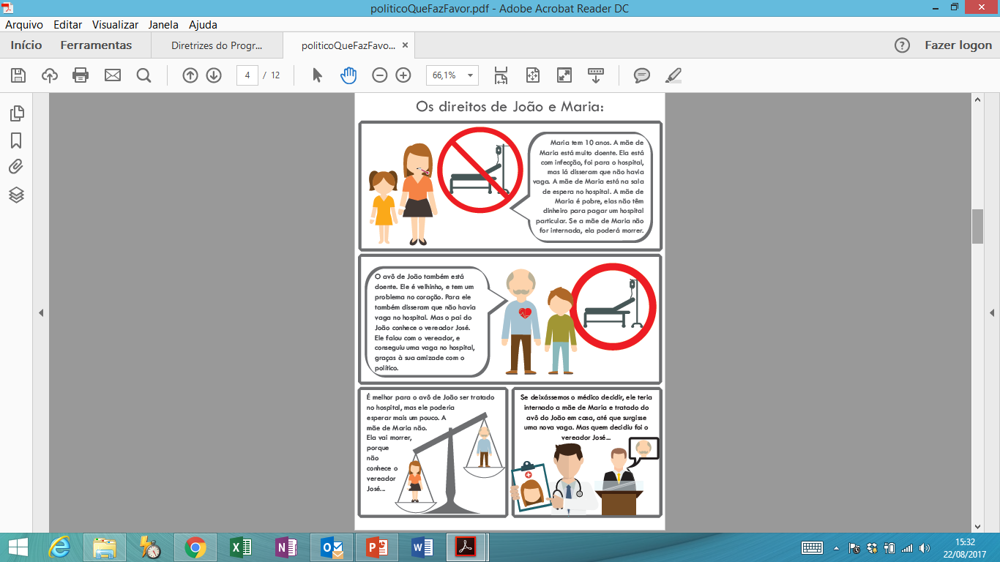 politicoQueFazFavor.pdf - Adobe Acrobat Reader DC
Arquivo Editar Visualizar Janela Ajuda
Início Ferramentas Diretrizes do Progr... politicoQueFazFavo... × ? Fazer logon
4 / 12 66,1%
Os direitos de João e Maria:
Maria tem 10 anos. A mãe de
Maria está muito doente. Ela está
com infecção, foi para o hospital,
mas lá disseram que não havia
vaga. A mãe de Maria está na sala
de espera no hospital. A mãe de
Maria é pobre, elas não têm
dinheiro para pagar um hospital
particular. Se a mãe de Maria não
for internada, ela poderá morrer.
O avô de João também está
doente. Ele é velhinho, e tem um
problema no coração. Para ele
também disseram que não havia
vaga no hospital. Mas o pai do
João conhece o vereador José.
Ele falou com o vereador, e
conseguiu uma vaga no hospital,
graças à sua amizade com o
político.
É melhor para o avô de João ser tratado
no hospital, mas ele poderia
esperar mais um pouco. A
mãe de Maria não.
Ela vai morrer,
porque
não
conhece o
vereador
José...
Se deixássemos o médico decidir, ele teria
internado a mãe de Maria e tratado do
avô do João em casa, até que surgisse
uma nova vaga. Mas quem decidiu foi o
vereador José...
15:32
22/08/2017